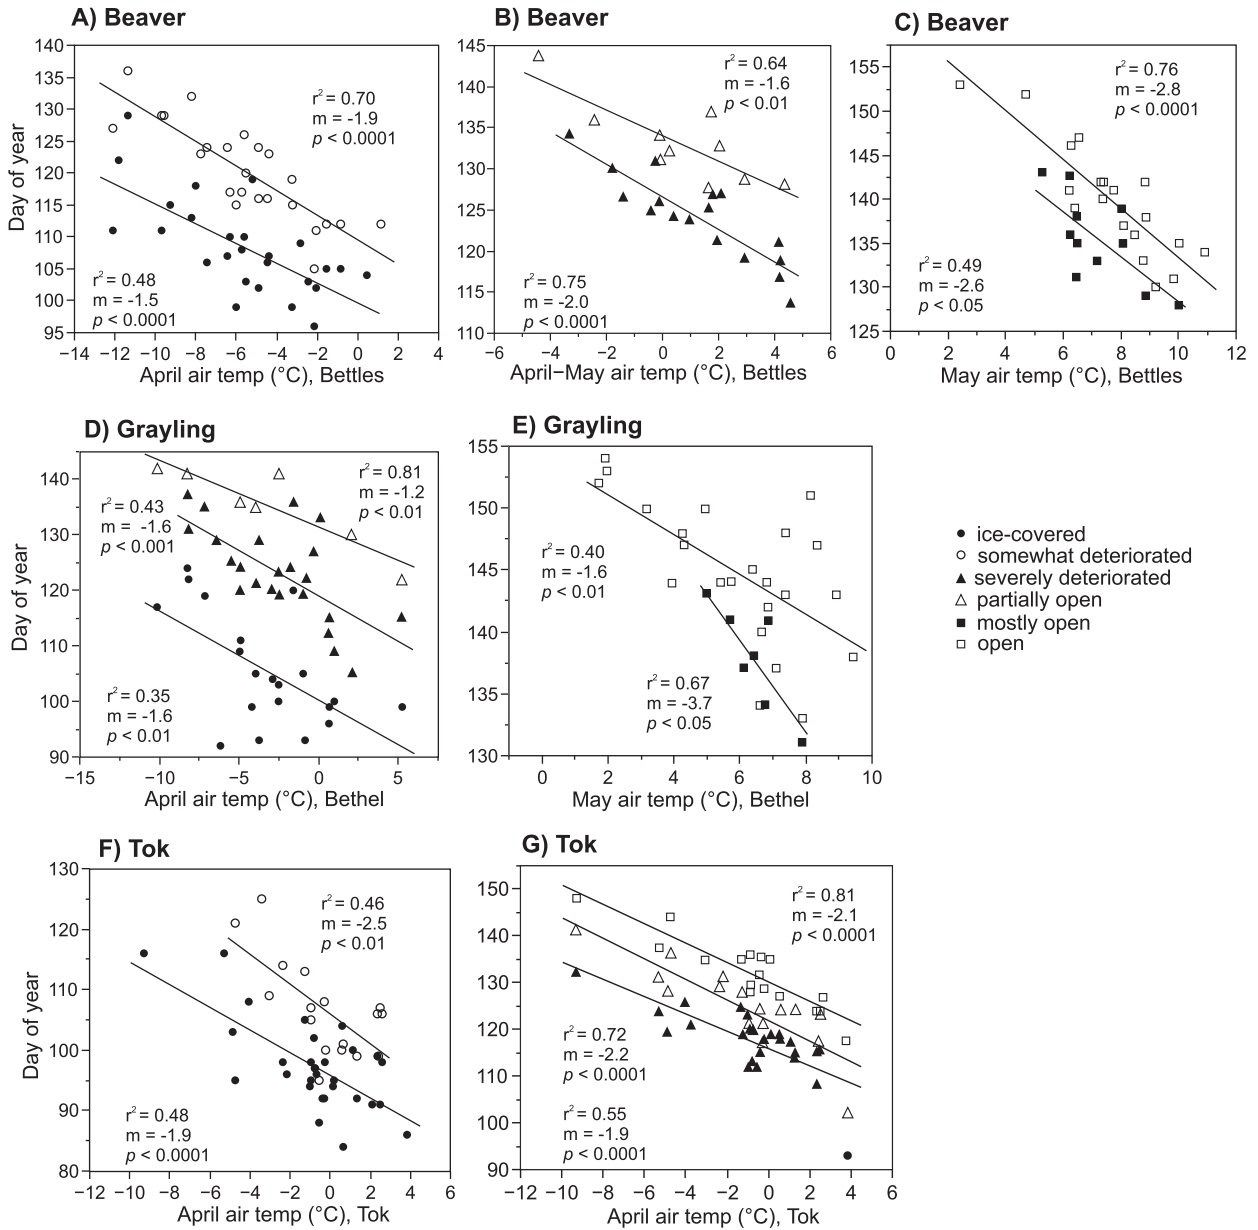 A) Beaver
140
135
130
125
120
115
110
105
100
95
Day of year
r² = 0.70
m = -1.9
p < 0.0001
r² = 0.48
m = -1.5
p < 0.0001
−14 −12 −10 −8 −6 −4 −2 0 2 4
April air temp (°C), Bettles
B) Beaver
145
140
135
130
125
120
115
110
r² = 0.64
m = -1.6
p < 0.01
r² = 0.75
m = -2.0
p < 0.0001
−6 −4 −2 0 2 4 6
April−May air temp (°C), Bettles
C) Beaver
155
150
145
140
135
130
125
r² = 0.76
m = -2.8
p < 0.0001
r² = 0.49
m = -2.6
p < 0.05
0 2 4 6 8 10 12
May air temp (°C), Bettles
D) Grayling
140
130
120
110
100
90
Day of year
r² = 0.81
m = -1.2
p < 0.01
r² = 0.43
m = -1.6
p < 0.001
r² = 0.35
m = -1.6
p < 0.01
−15 −10 −5 0 5
April air temp (°C), Bethel
E) Grayling
155
150
145
140
135
130
r² = 0.40
m = -1.6
p < 0.01
r² = 0.67
m = -3.7
p < 0.05
0 2 4 6 8 10
May air temp (°C), Bethel
ice-covered
somewhat deteriorated
severely deteriorated
partially open
mostly open
open
F) Tok
130
120
110
100
90
80
Day of year
r² = 0.46
m = -2.5
p < 0.01
r² = 0.48
m = -1.9
p < 0.0001
−12 −10 −8 −6 −4 −2 0 2 4 6
April air temp (°C), Tok
G) Tok
150
140
130
120
110
100
90
r² = 0.81
m = -2.1
p < 0.0001
r² = 0.72
m = -2.2
p < 0.0001
r² = 0.55
m = -1.9
p < 0.0001
−12 −10 −8 −6 −4 −2 0 2 4 6
April air temp (°C), Tok